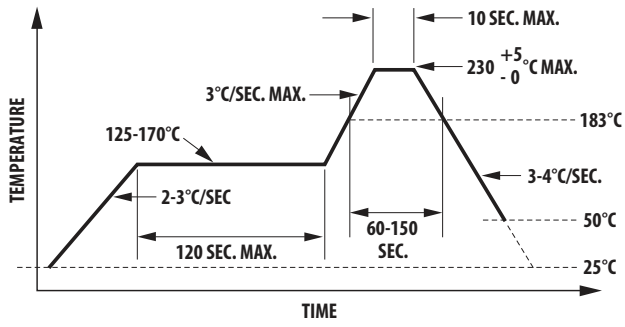 10 SEC. MAX.
230 +5 - 0 °C MAX.
3°C/SEC. MAX.
183°C
125-170°C
TEMPERATURE
2-3°C/SEC
3-4°C/SEC.
60-150
SEC.
120 SEC. MAX.
50°C
25°C
TIME